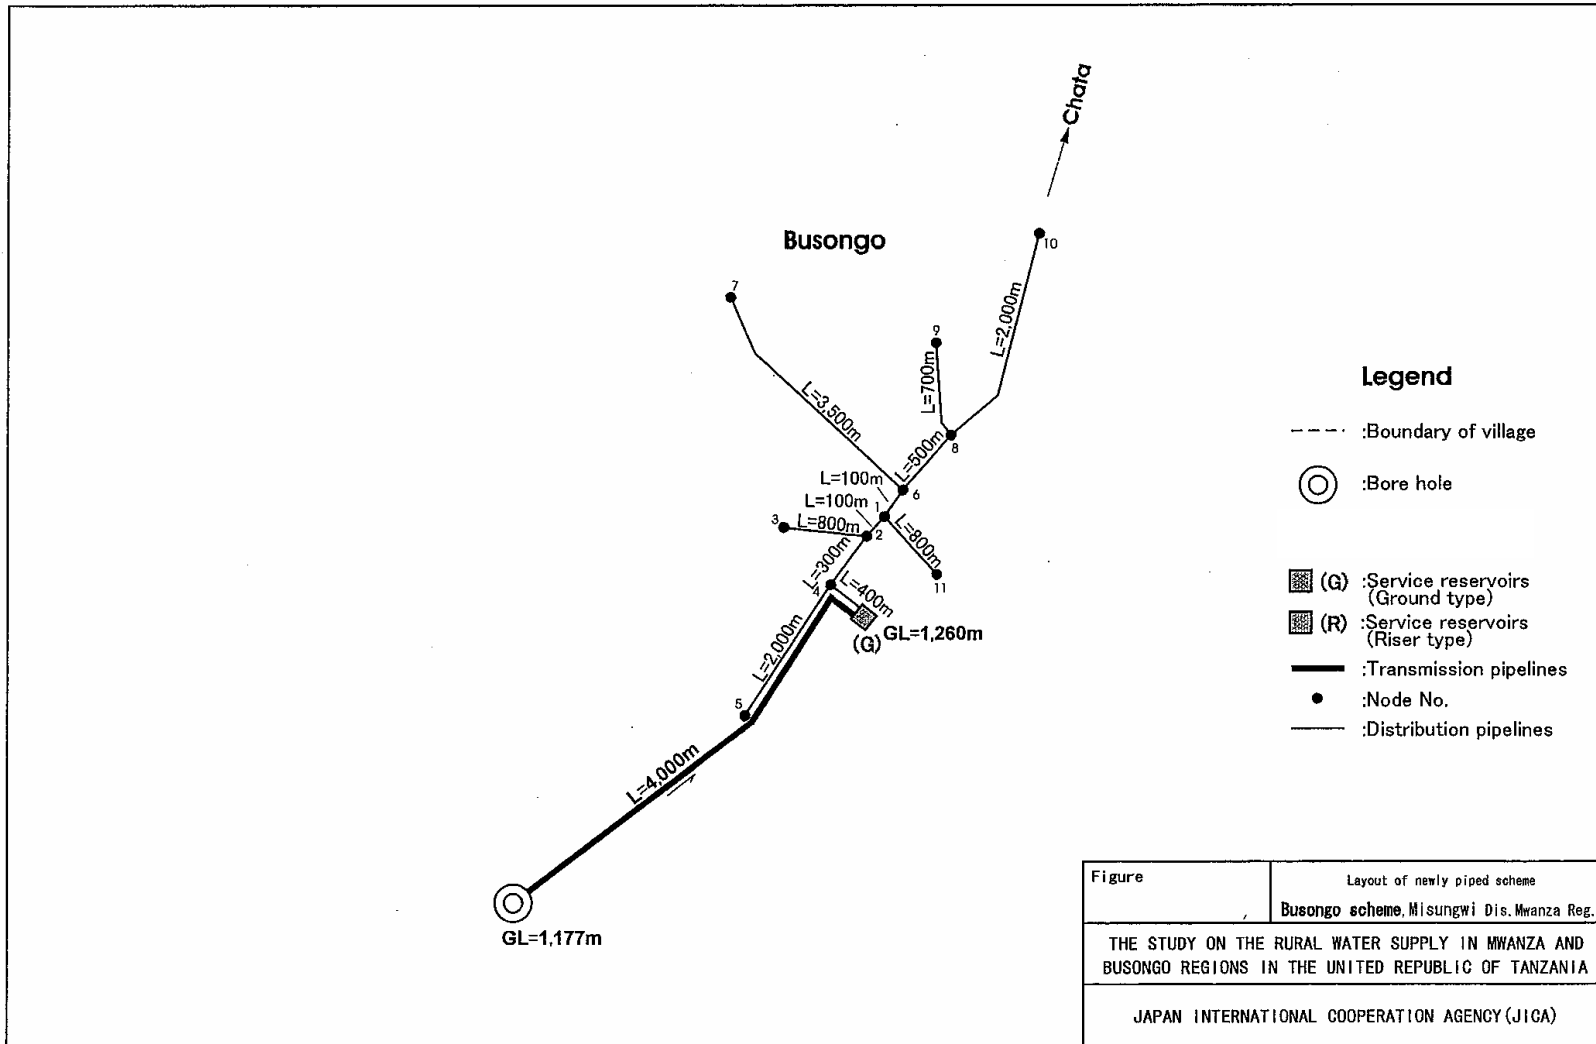 Chata
Busongo
10
7
9
L=2,000m
L=700m
L=3,500m
8
L=500m
L=100m
6
L=100m
1
3
L=800m
2
L=800m
L=300m
11
4
L=400m
(G)
GL=1,260m
L=2,000m
5
L=4,000m
GL=1,177m
Legend
:Boundary of village
:Bore hole
(G) :Service reservoirs
(Ground type)
(R) :Service reservoirs
(Riser type)
:Transmission pipelines
:Node No.
:Distribution pipelines
Figure
Layout of newly piped scheme
Busongo scheme, Misungwi Dis. Mwanza Reg.
THE STUDY ON THE RURAL WATER SUPPLY IN MWANZA AND
BUSONGO REGIONS IN THE UNITED REPUBLIC OF TANZANIA
JAPAN INTERNATIONAL COOPERATION AGENCY(JICA)